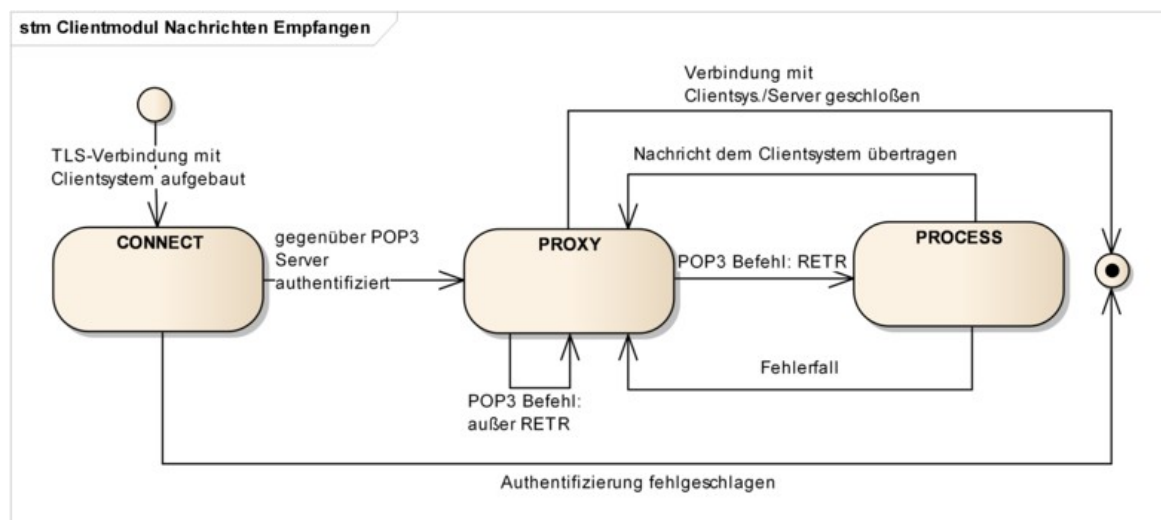 stm Clientmodul Nachrichten Empfangen
Verbindung mit
Clientsys./Server geschloßen
TLS-Verbindung mit
Clientsystem aufgebaut
Nachricht dem Clientsystem übertragen
CONNECT
gegenüber POP3
Server
authentifiziert
PROXY
POP3 Befehl: RETR
PROCESS
Fehlerfall
POP3 Befehl:
außer RETR
Authentifizierung fehlgeschlagen